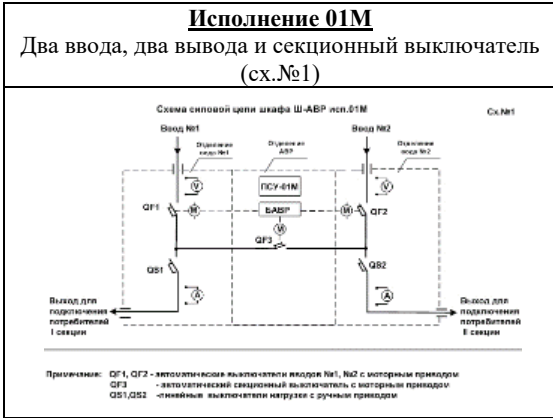 Исполнение 01М
Два ввода, два вывода и секционный выключатель
(сх.№1)
Схема силовой цепи шкафа Ш-АВР исп.01М
Сх.№1
Ввод №1
Ввод №2
Отделение
ввода №1
Отделение
АВР
Отделение
ввода №2
V
ПСУ-01М
V
QF1
М
БАВР
М
QF2
М
QF3
QS1
QS2
А
А
Выход для
подключения
потребителей
I секции
Выход для
подключения
потребителей
II секции
Примечание: QF1, QF2 - автоматические выключатели вводов №1, №2 с моторным приводом
QF3 - автоматический секционный выключатель с моторным приводом
QS1,QS2 -линейные выключатели нагрузки с ручным приводом